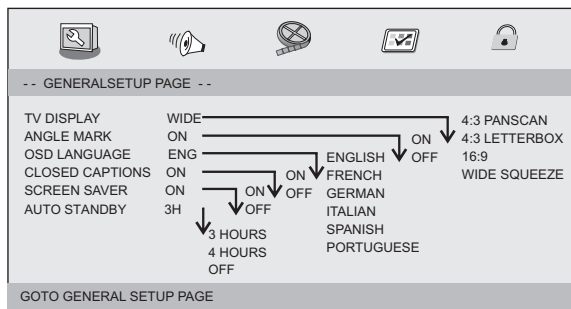 - - GENERALSETUP PAGE - -
TV DISPLAY WIDE 4:3 PANSCAN
ANGLE MARK ON ON 4:3 LETTERBOX
OSD LANGUAGE ENG ENGLISH OFF 16:9
CLOSED CAPTIONS ON ON FRENCH WIDE SQUEEZE
SCREEN SAVER ON ON OFF GERMAN
AUTO STANDBY 3H OFF ITALIAN
3 HOURS SPANISH
4 HOURS PORTUGUESE
OFF
GOTO GENERAL SETUP PAGE